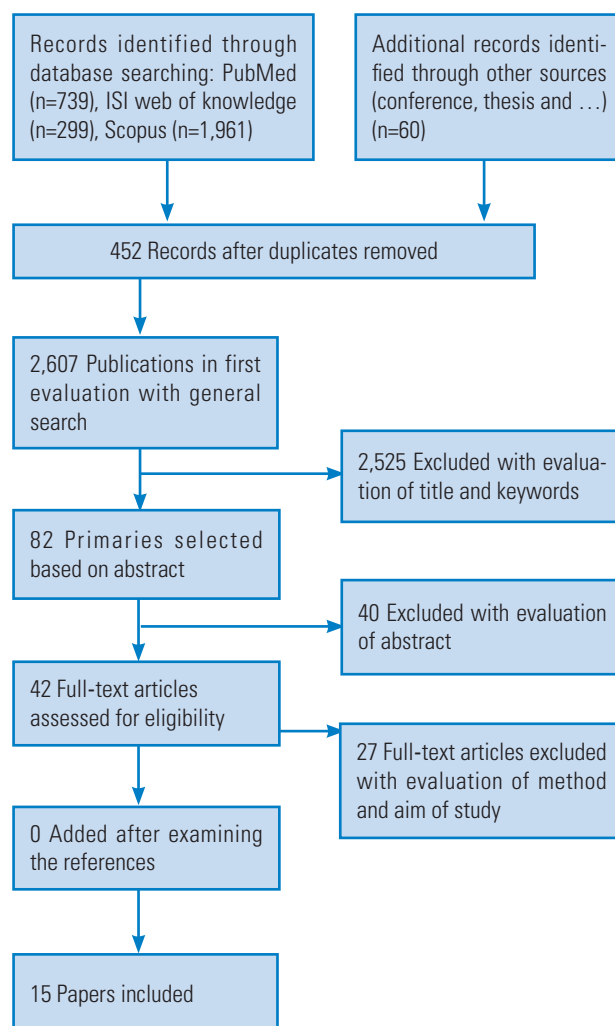 Records identified through
database searching: PubMed
(n=739), ISI web of knowledge
(n=299), Scopus (n=1,961)
Additional records identi-
fied through other sources
(conference, thesis and …)
(n=60)
452 Records after duplicates removed
2,607 Publications in first
evaluation with general
search
2,525 Excluded with evalua-
tion of title and keywords
82 Primaries selected
based on abstract
40 Excluded with evaluation
of abstract
42 Full-text articles
assessed for eligibility
27 Full-text articles excluded
with evaluation of method
and aim of study
0 Added after examining
the references
15 Papers included